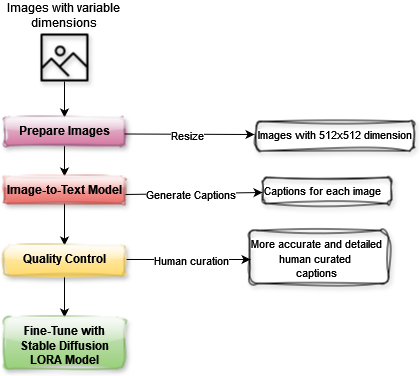 Images with variable
dimensions
Prepare Images
Resize
Images with 512x512 dimension
Image-to-Text Model
Generate Captions
Captions for each image
Quality Control
Human curation
More accurate and detailed
human curated
captions
Fine-Tune with
Stable Diffusion
LORA Model